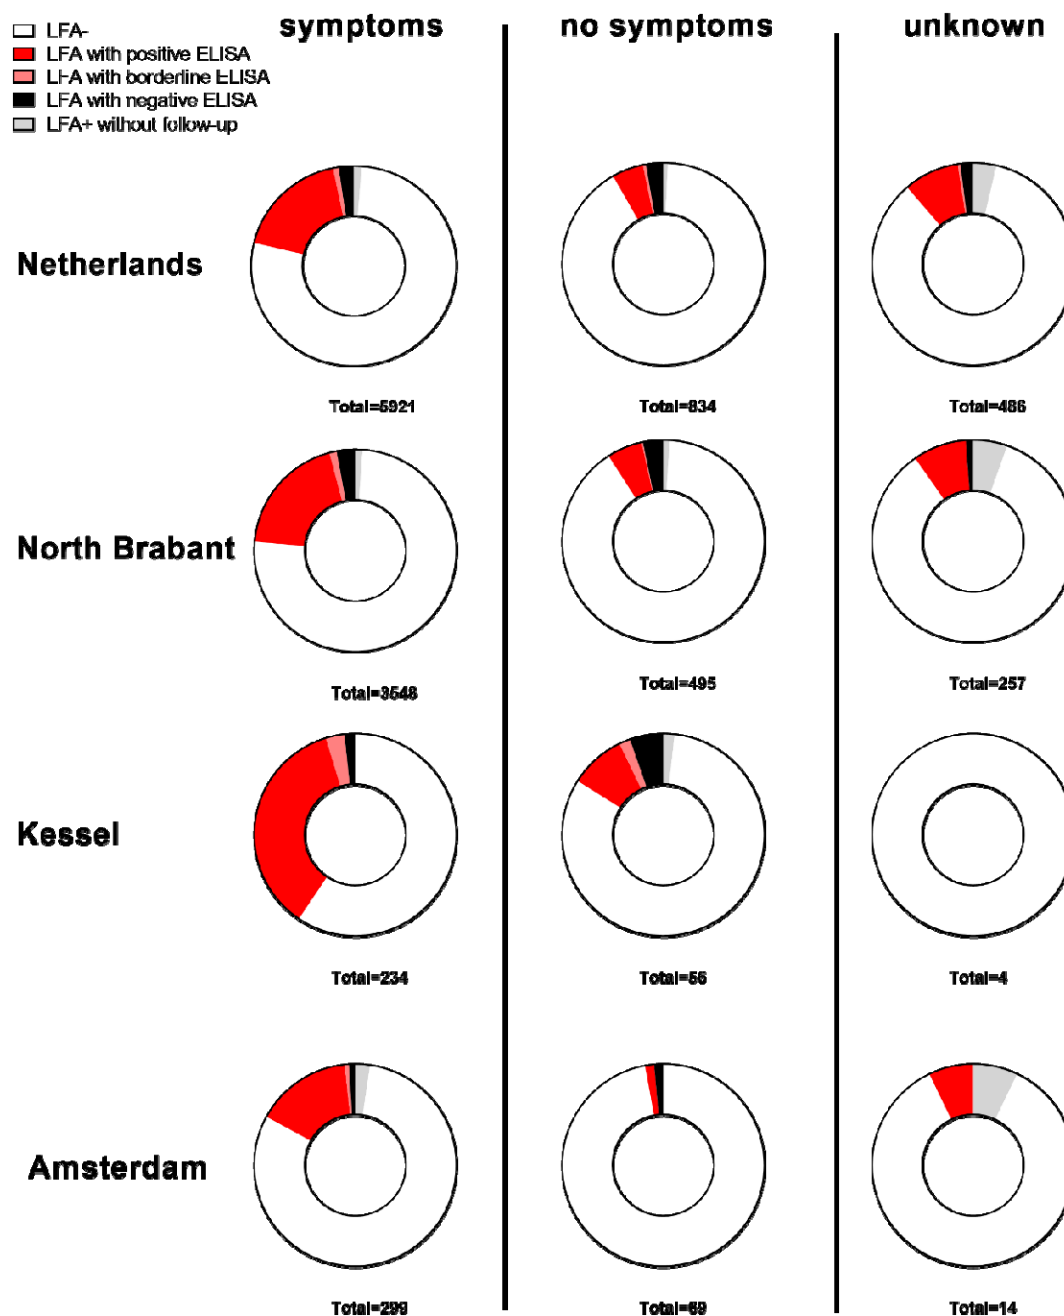 symptoms
no symptoms
unknown
LFA-
LFA with positive ELISA
LFA with borderline ELISA
LFA with negative ELISA
LFA+ without follow-up
Netherlands
Total=5921
Total=834
Total=486
North Brabant
Total=3548
Total=495
Total=257
Kessel
Total=234
Total=56
Total=4
Amsterdam
Total=299
Total=69
Total=14